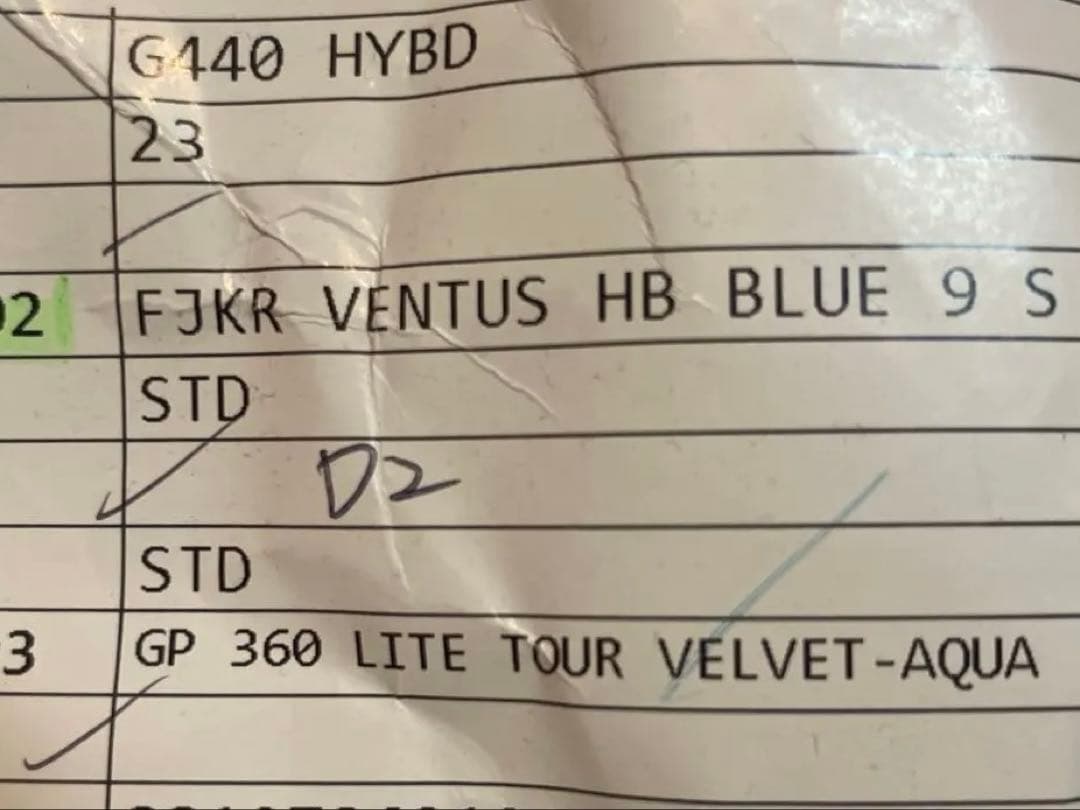 G440 HYBD
23
2 FJKR VENTUS HB BLUE 9 S
STD
D2
STD
3 GP 360 LITE TOUR VELVET-AQUA